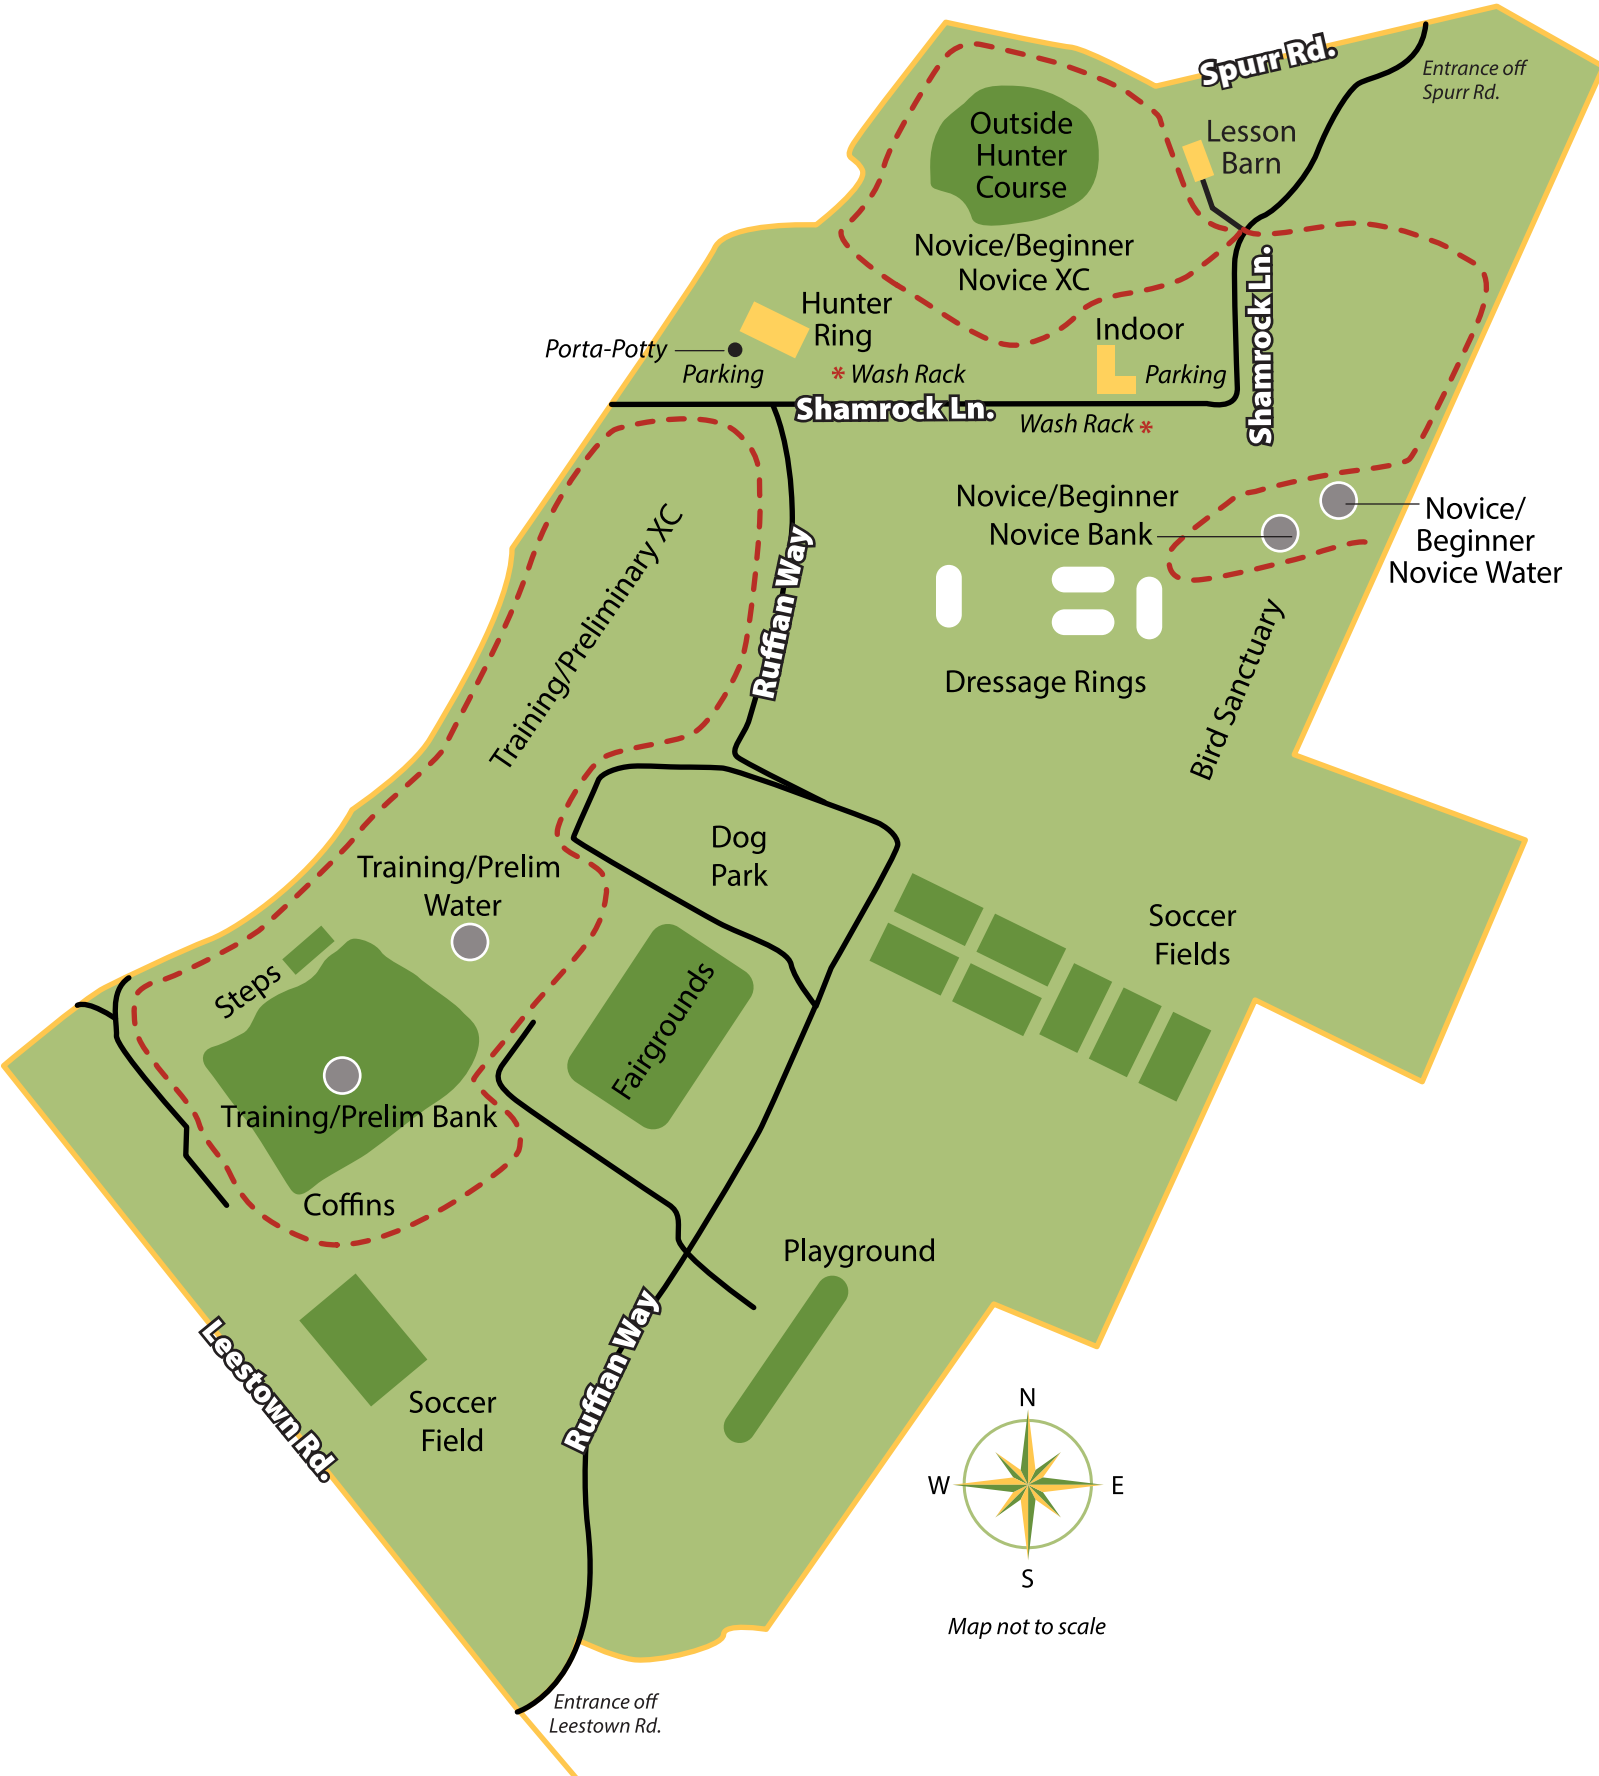 Spurr Rd.
Entrance off
Spurr Rd.
Outside
Hunter
Course
Lesson
Barn
Novice/Beginner
Novice XC
Shamrock Ln.
Hunter
Ring
Indoor
Porta-Potty
Parking
* Wash Rack
Parking
Shamrock Ln.
Wash Rack *
Novice/Beginner
Novice Bank
Novice/
Beginner
Novice Water
Training/Preliminary XC
Ruffian Way
Dressage Rings
Bird Sanctuary
Dog
Park
Training/Prelim
Water
Soccer
Fields
Steps
Fairgrounds
Training/Prelim Bank
Coffins
Playground
Leestown Rd.
Soccer
Field
Ruffian Way
N
W
E
S
Map not to scale
Entrance off
Leestown Rd.